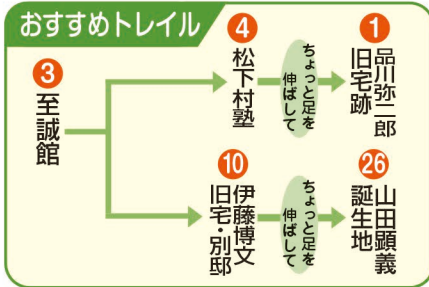 おすすめトレイル
3
至誠館
4
松下村塾
ちょっと足を
伸ばして
1
品川弥二郎
旧宅跡
10
伊藤博文
旧宅・別邸
ちょっと足を
伸ばして
26
山田顕義
誕生地